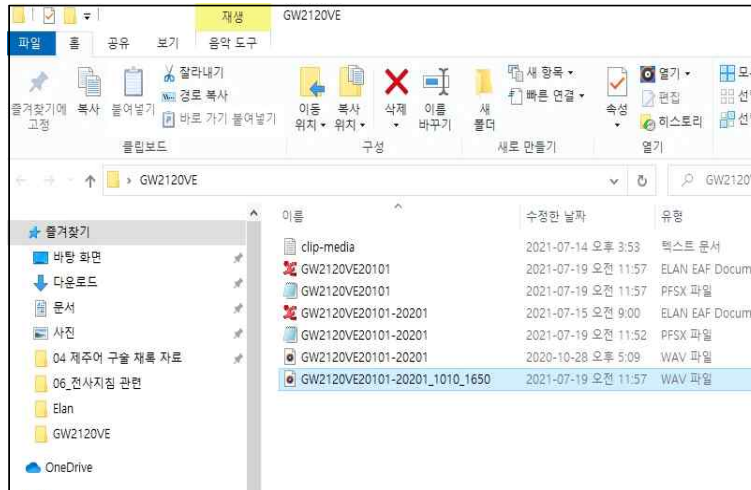 재생 GW2120VE
파일 홈 공유 보기 음악 도구
즐겨찾기에 고정
복사
붙여넣기
잘라내기
경로 복사
바로 가기 붙여넣기
클립보드
이동 위치
복사 위치
삭제
이름 바꾸기
구성
새 폴더
새 항목
빠른 연결
새로 만들기
속성
열기
편집
히스토리
열기
모
선
선
GW2120VE
GW2120
이름 수정한 날짜 유형
즐겨찾기
바탕 화면
다운로드
문서
사진
04 제주어 구술 채록 자료
06_전사지침 관련
Elan
GW2120VE
OneDrive
clip-media 2021-07-14 오후 3:53 텍스트 문서
GW2120VE20101 2021-07-19 오전 11:57 ELAN EAF Docum
GW2120VE20101 2021-07-19 오전 11:57 PFSX 파일
GW2120VE20101-20201 2021-07-15 오전 9:00 ELAN EAF Docum
GW2120VE20101-20201 2021-07-19 오전 11:52 PFSX 파일
GW2120VE20101-20201 2020-10-28 오후 5:09 WAV 파일
GW2120VE20101-20201_1010_1650 2021-07-19 오전 11:57 WAV 파일